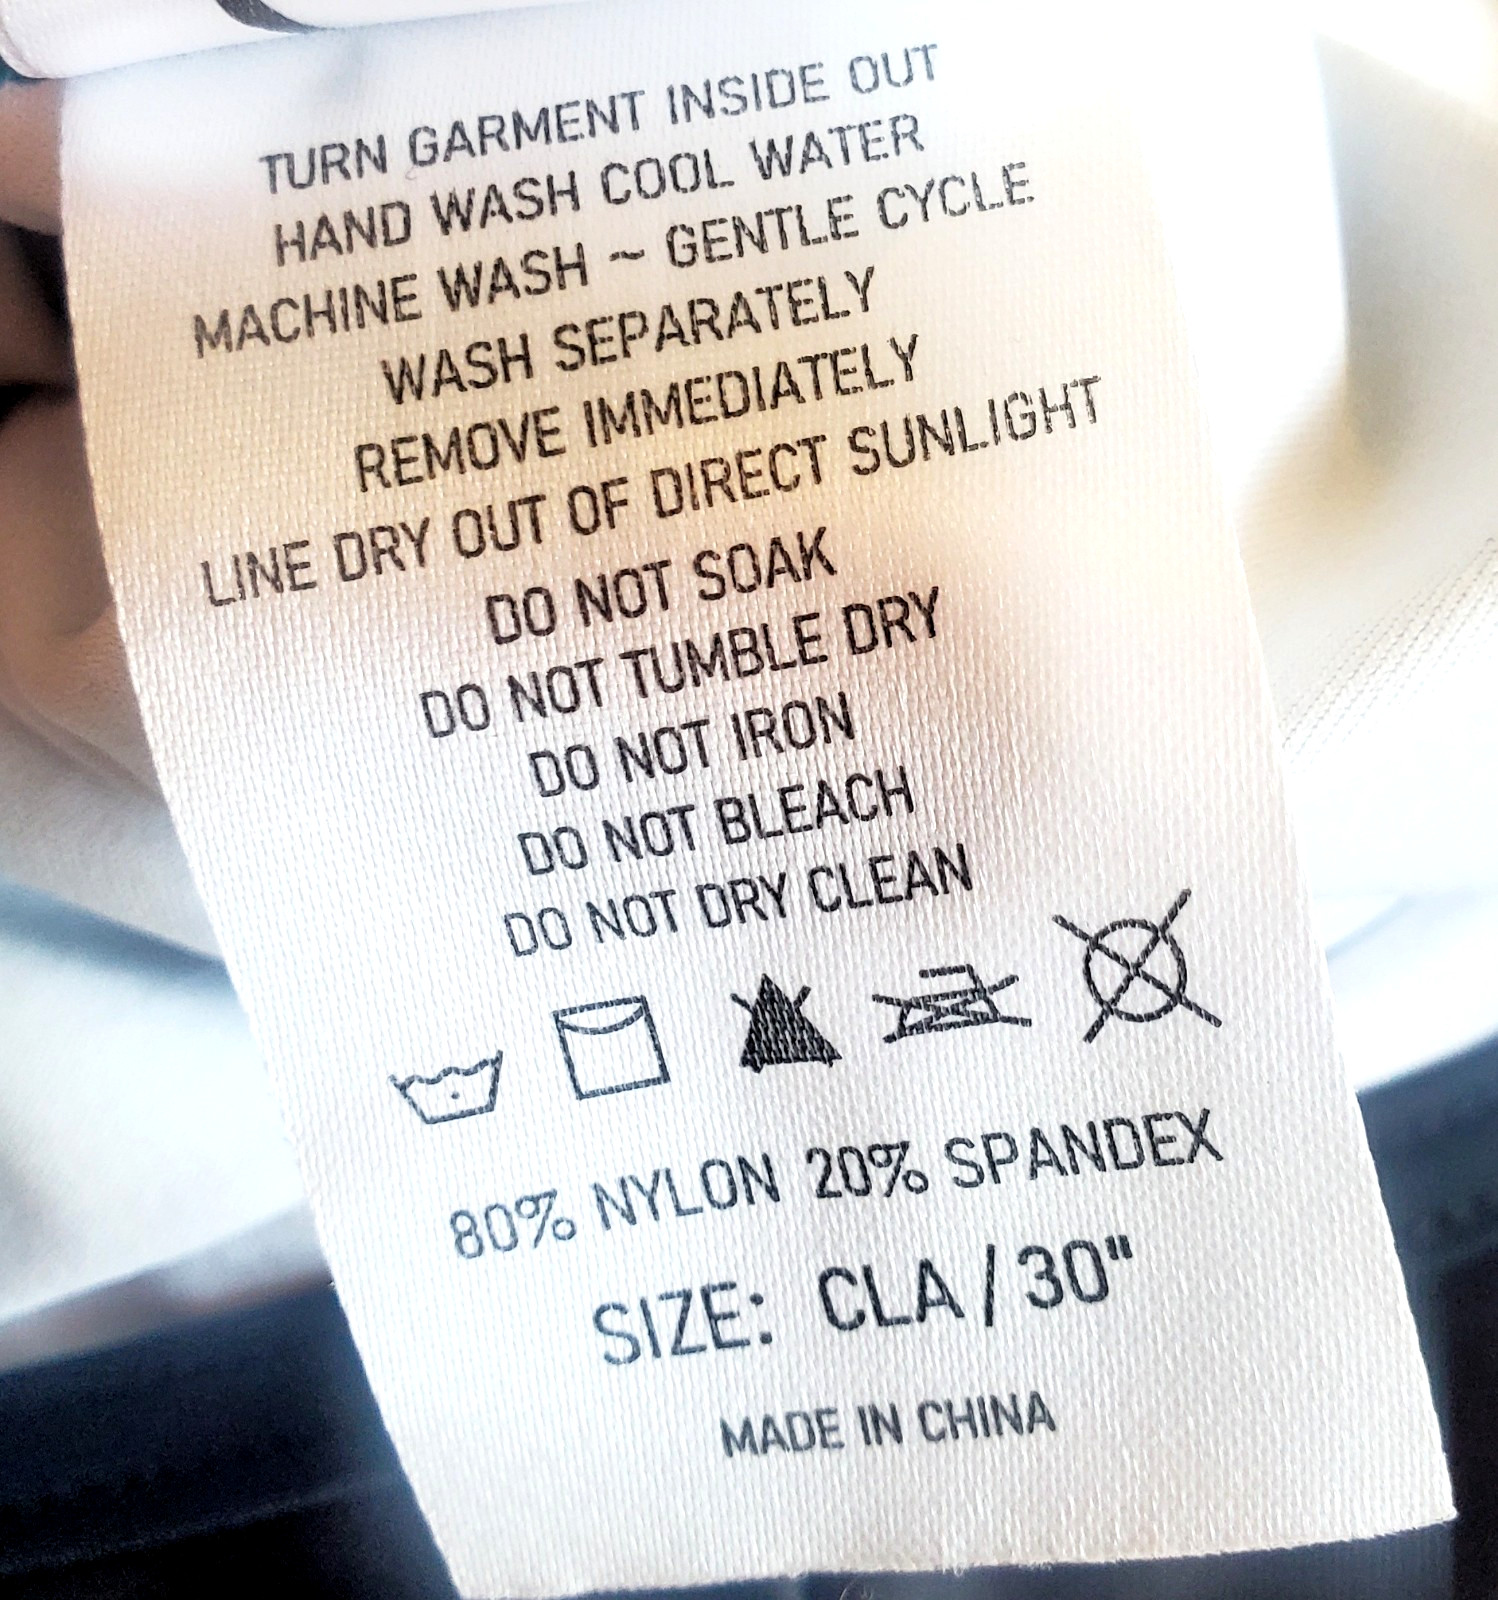 TURN GARMENT INSIDE OUT
HAND WASH COOL WATER
MACHINE WASH ~ GENTLE CYCLE
WASH SEPARATELY
REMOVE IMMEDIATELY
LINE DRY OUT OF DIRECT SUNLIGHT
DO NOT SOAK
DO NOT TUMBLE DRY
DO NOT IRON
DO NOT BLEACH
DO NOT DRY CLEAN
80% NYLON 20% SPANDEX
SIZE: CLA / 30"
MADE IN CHINA